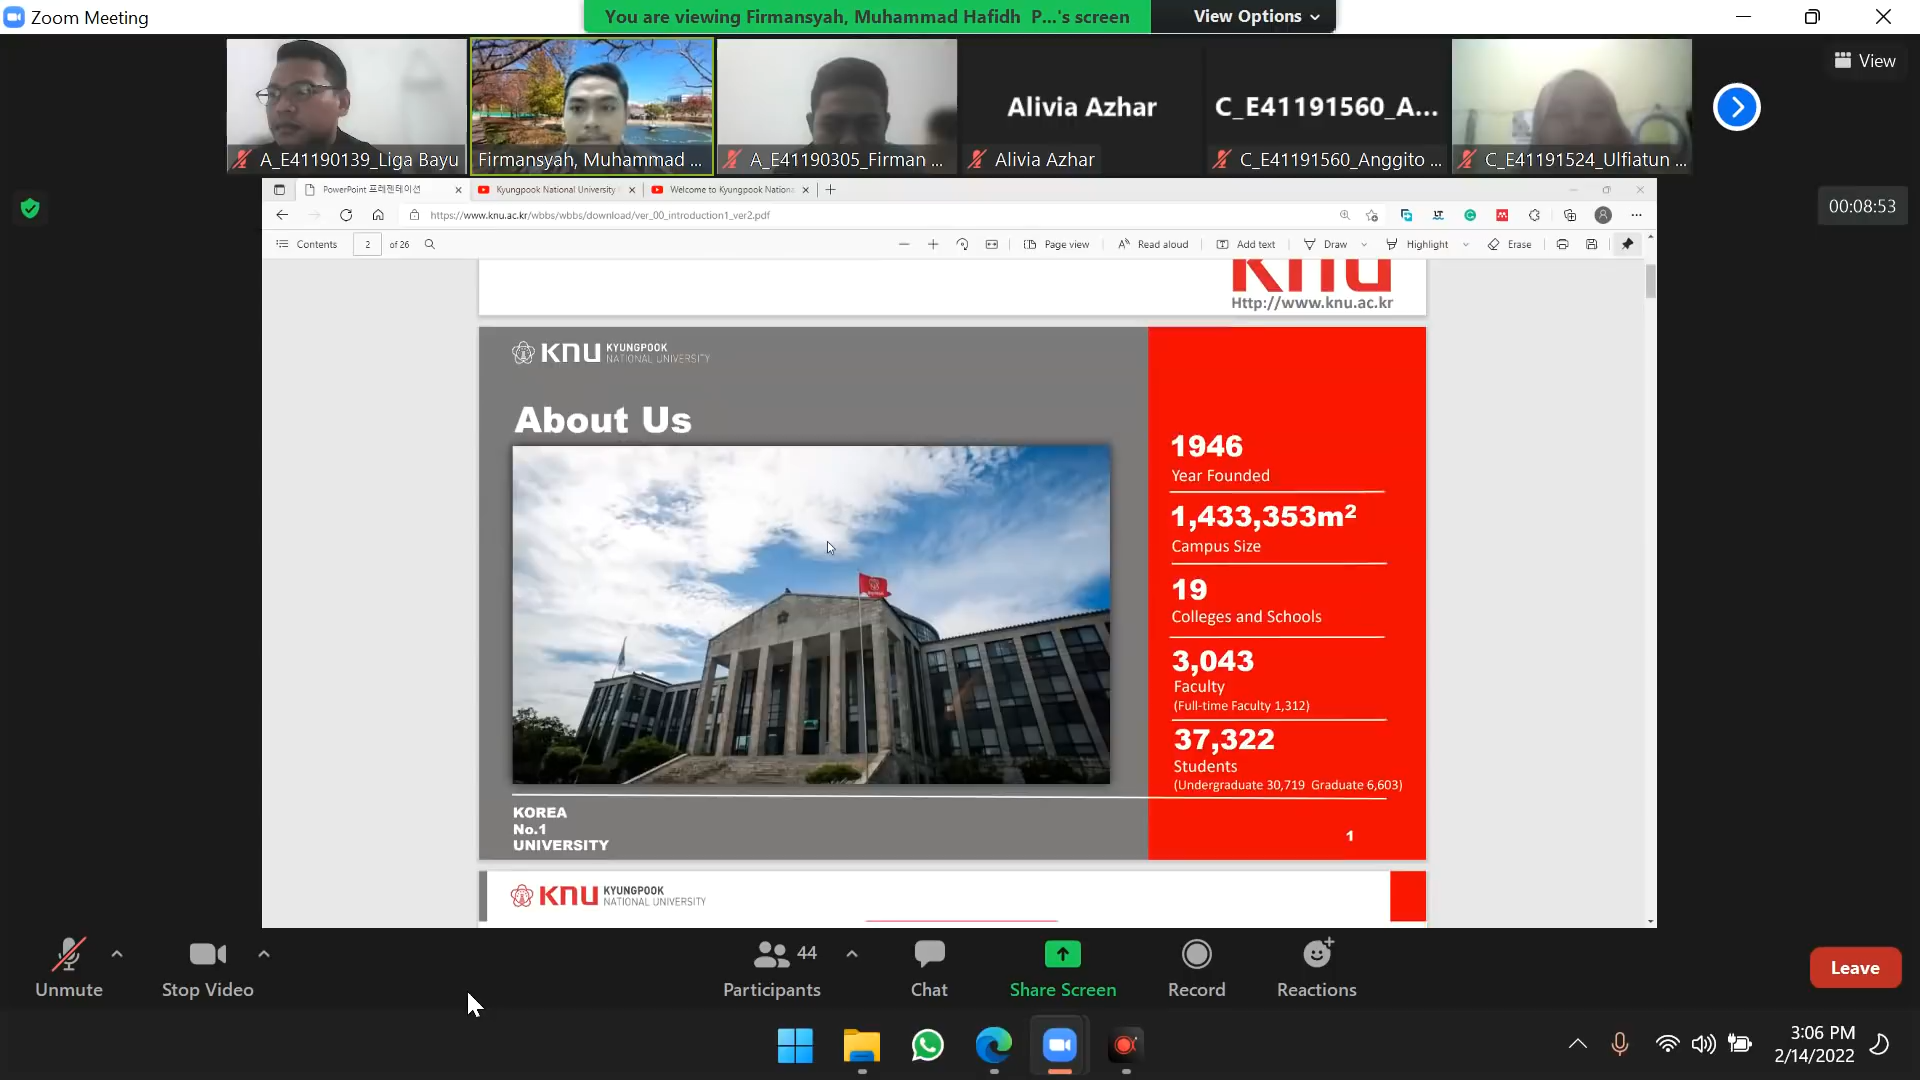 Zoom Meeting
You are viewing Firmansyah, Muhammad Hafidh P...'s screen
View Options
View
A_E41190139_Liga Bayu
Firmansyah, Muhammad ...
A_E41190305_Firman ...
Alivia Azhar
Alivia Azhar
C_E41191560_A...
C_E41191560_Anggito ...
C_E41191524_Ulfiatun ...
00:08:53
PowerPoint 프레젠테이션
Kyungpook National University
Welcome to Kyungpook Nationa
https://www.knu.ac.kr/wbbs/wbbs/download/ver_00_introduction1_ver2.pdf
Contents
2
of 26
Page view
Read aloud
Add text
Draw
Highlight
Erase
KNU
Http://www.knu.ac.kr
KNU KYUNGPOOK
NATIONAL UNIVERSITY
About Us
1946
Year Founded
1,433,353m²
Campus Size
19
Colleges and Schools
3,043
Faculty
(Full-time Faculty 1,312)
37,322
Students
(Undergraduate 30,719 Graduate 6,603)
KOREA
No.1
UNIVERSITY
1
KNU KYUNGPOOK
NATIONAL UNIVERSITY
Unmute
Stop Video
44
Participants
Chat
Share Screen
Record
Reactions
Leave
3:06 PM
2/14/2022